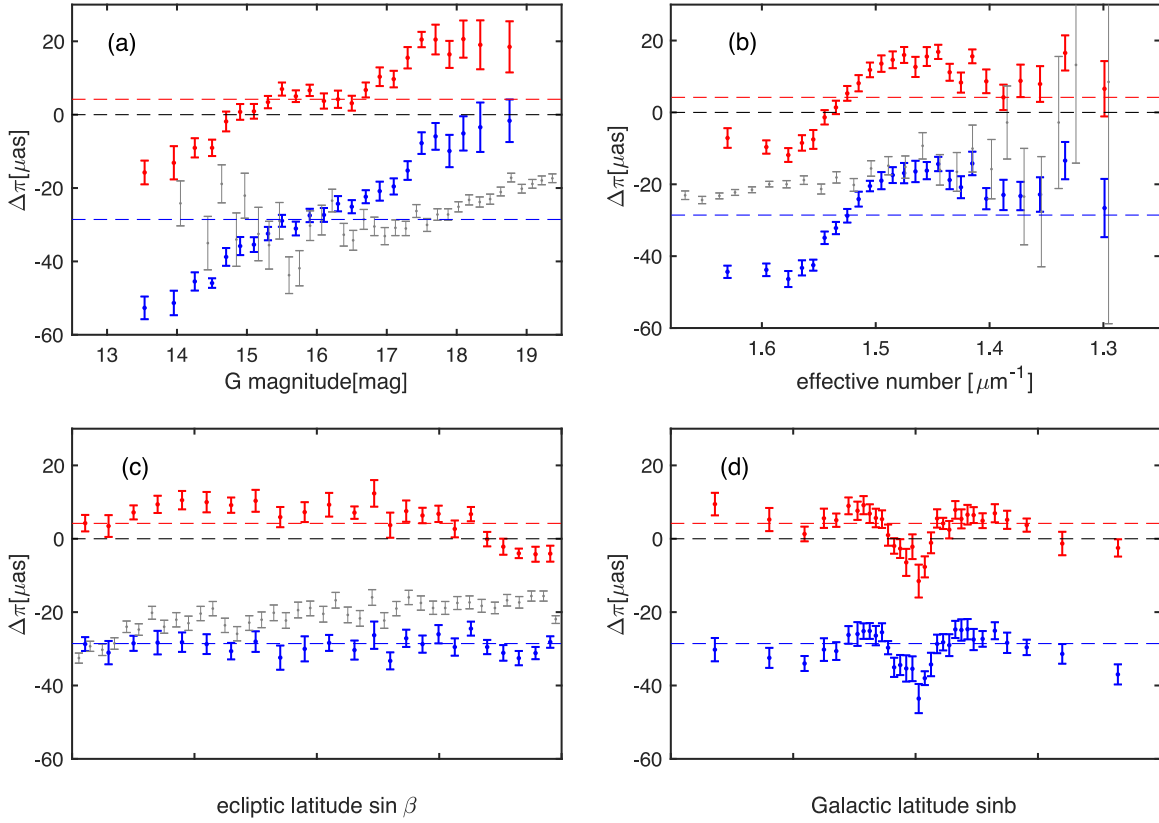 (a)
20
0
-20
-40
-60
Δπ[μas]
13 14 15 16 17 18 19
G magnitude[mag]
(b)
20
0
-20
-40
-60
Δπ[μas]
1.6 1.5 1.4 1.3
effective number [μm⁻¹]
(c)
20
0
-20
-40
-60
Δπ[μas]
ecliptic latitude sin β
(d)
20
0
-20
-40
-60
Δπ[μas]
Galactic latitude sinb